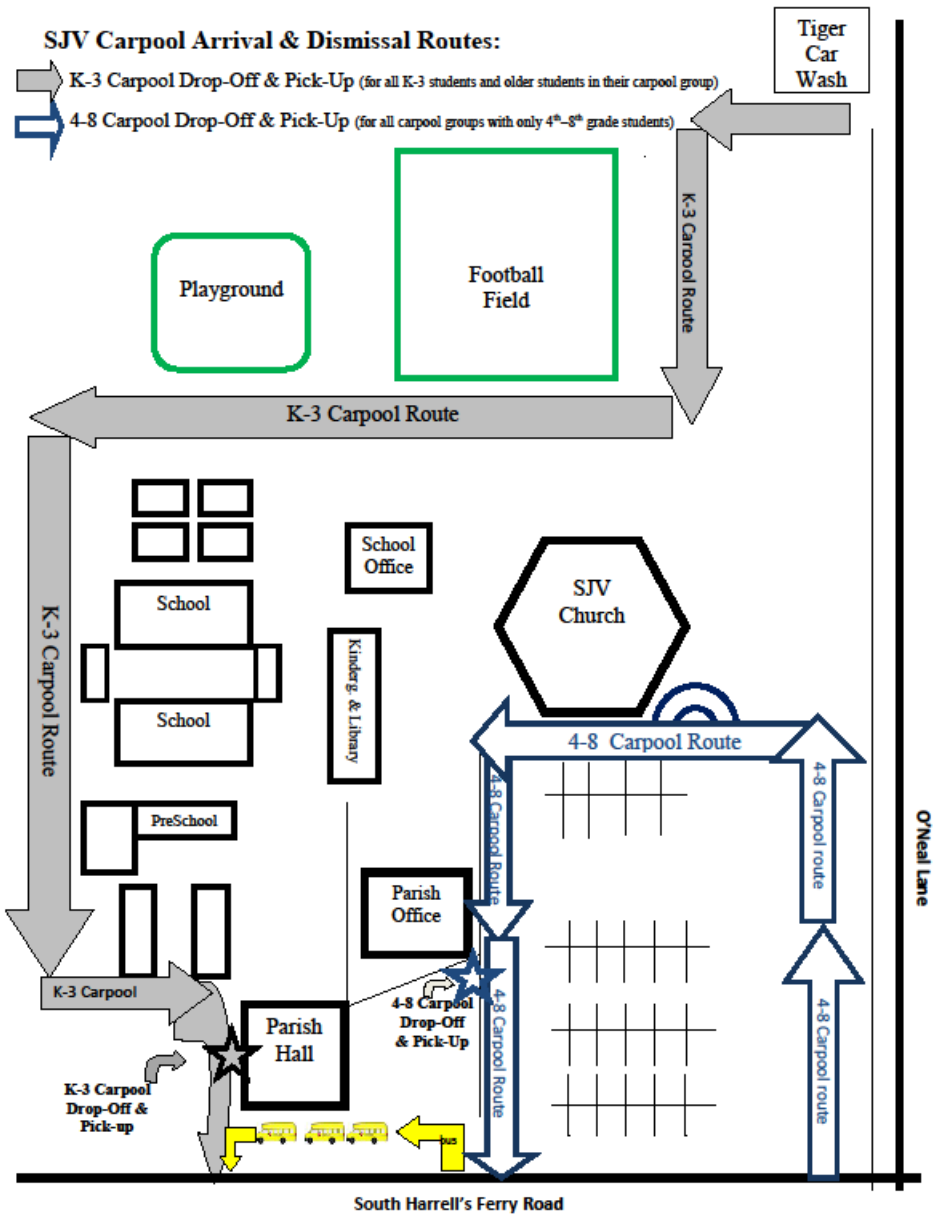 SJV Carpool Arrival & Dismissal Routes:
K-3 Carpool Drop-Off & Pick-Up (for all K-3 students and older students in their carpool group)
4-8 Carpool Drop-Off & Pick-Up (for all carpool groups with only 4th–8th grade students)
Tiger
Car
Wash
K-3 Carpool Route
Playground
Football
Field
K-3 Carpool Route
K-3 Carpool Route
School
Office
SJV
Church
School
Kinderg. & Library
School
4-8 Carpool Route
4-8 Carpool Route
4-8 Carpool route
PreSchool
O'Neal Lane
Parish
Office
K-3 Carpool
4-8 Carpool
Drop-Off
& Pick-Up
4-8 Carpool Route
4-8 Carpool route
Parish
Hall
K-3 Carpool
Drop-Off &
Pick-up
bus
South Harrell's Ferry Road